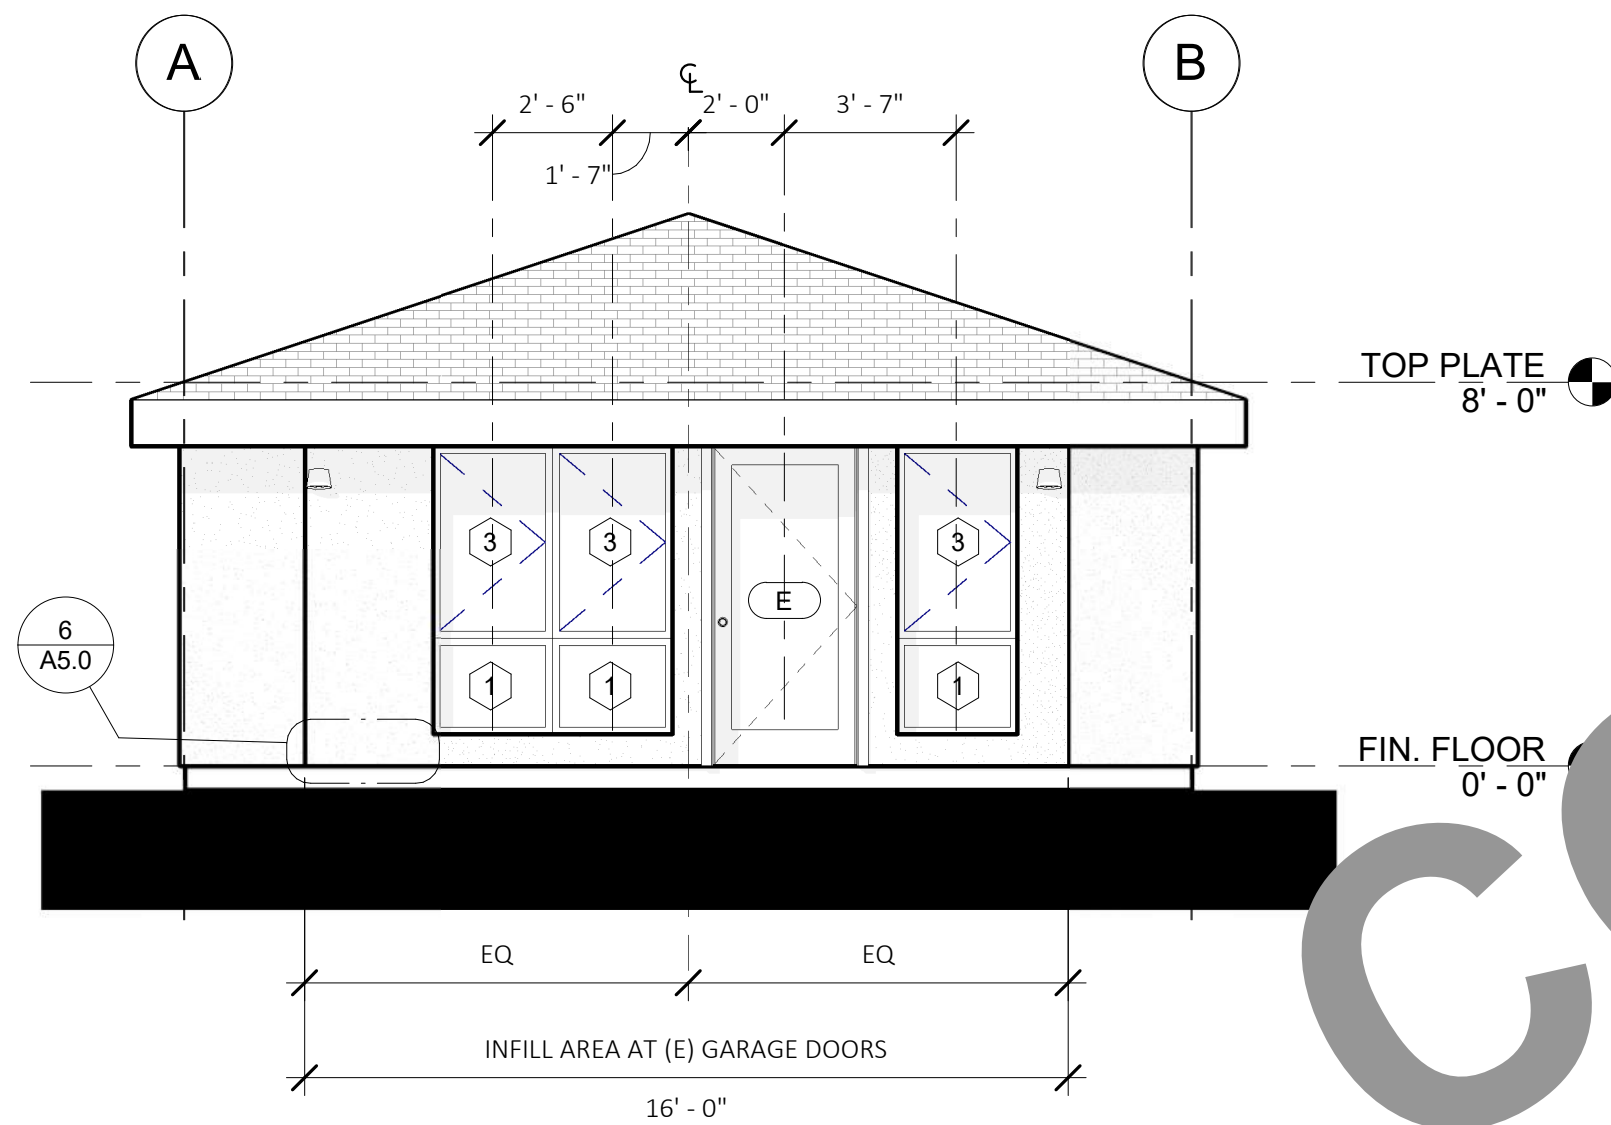 A
B
℄
2' - 6"
2' - 0"
3' - 7"
1' - 7"
TOP PLATE
8' - 0"
3
3
3
E
6
A5.0
1
1
1
FIN. FLOOR
0' - 0"
EQ
EQ
INFILL AREA AT (E) GARAGE DOORS
16' - 0"
C